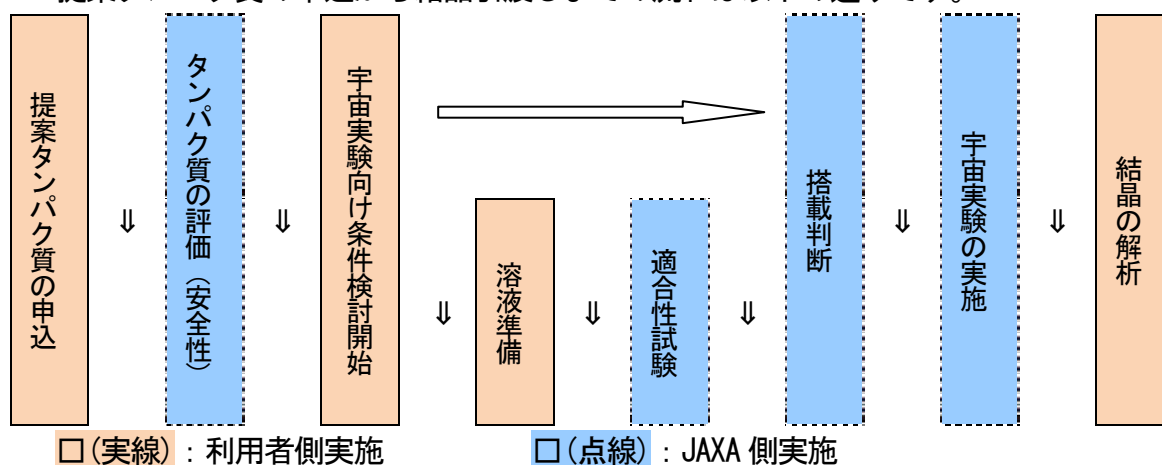 提案タンパク質の申込
⇓
タンパク質の評価（安全性）
⇓
宇宙実験向け条件検討開始
⇓
溶液準備
⇓
適合性試験
⇓
搭載判断
⇓
宇宙実験の実施
⇓
結晶の解析
□(実線)：利用者側実施
□(点線)：JAXA 側実施